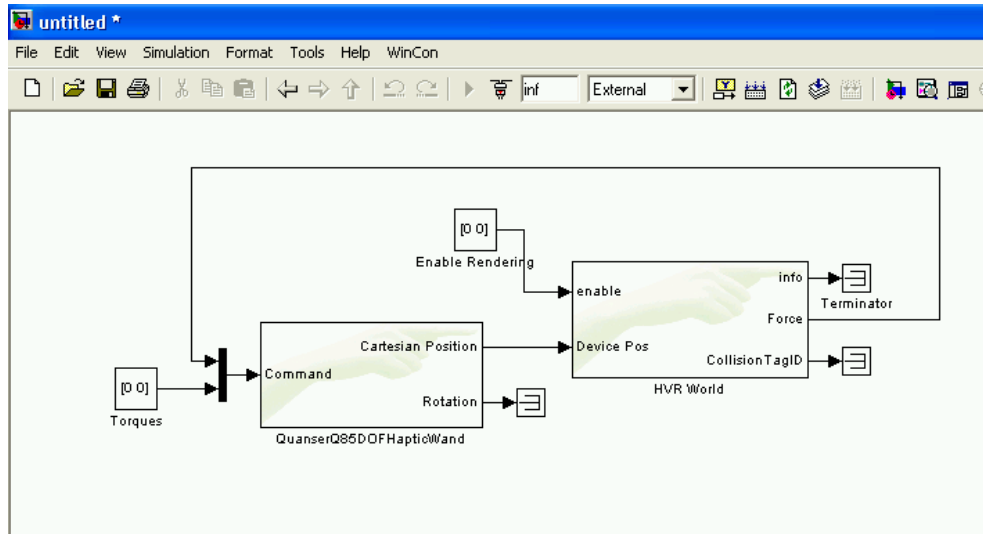 untitled *
File Edit View Simulation Format Tools Help WinCon
inf External
[0 0]
Enable Rendering
enable
info
Terminator
Force
Cartesian Position
Device Pos
CollisionTagID
HVR World
Command
[0 0]
Torques
Rotation
QuanserQ85DOFHapticWand